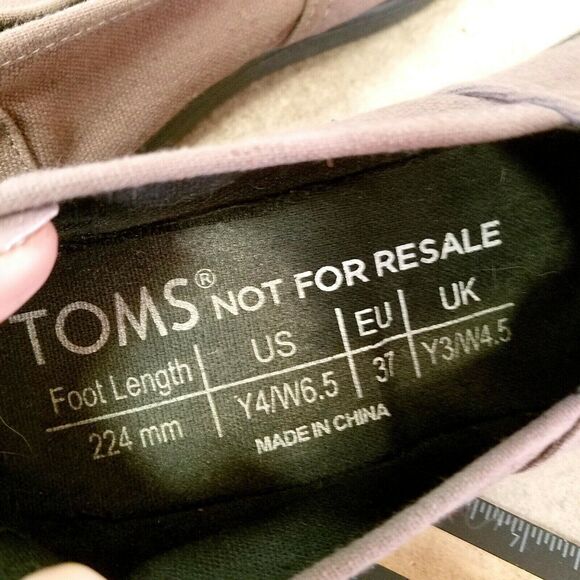 TOMS® NOT FOR RESALE
Foot Length | US | EU | UK
224 mm | Y4/W6.5 | 37 | Y3/W4.5
MADE IN CHINA